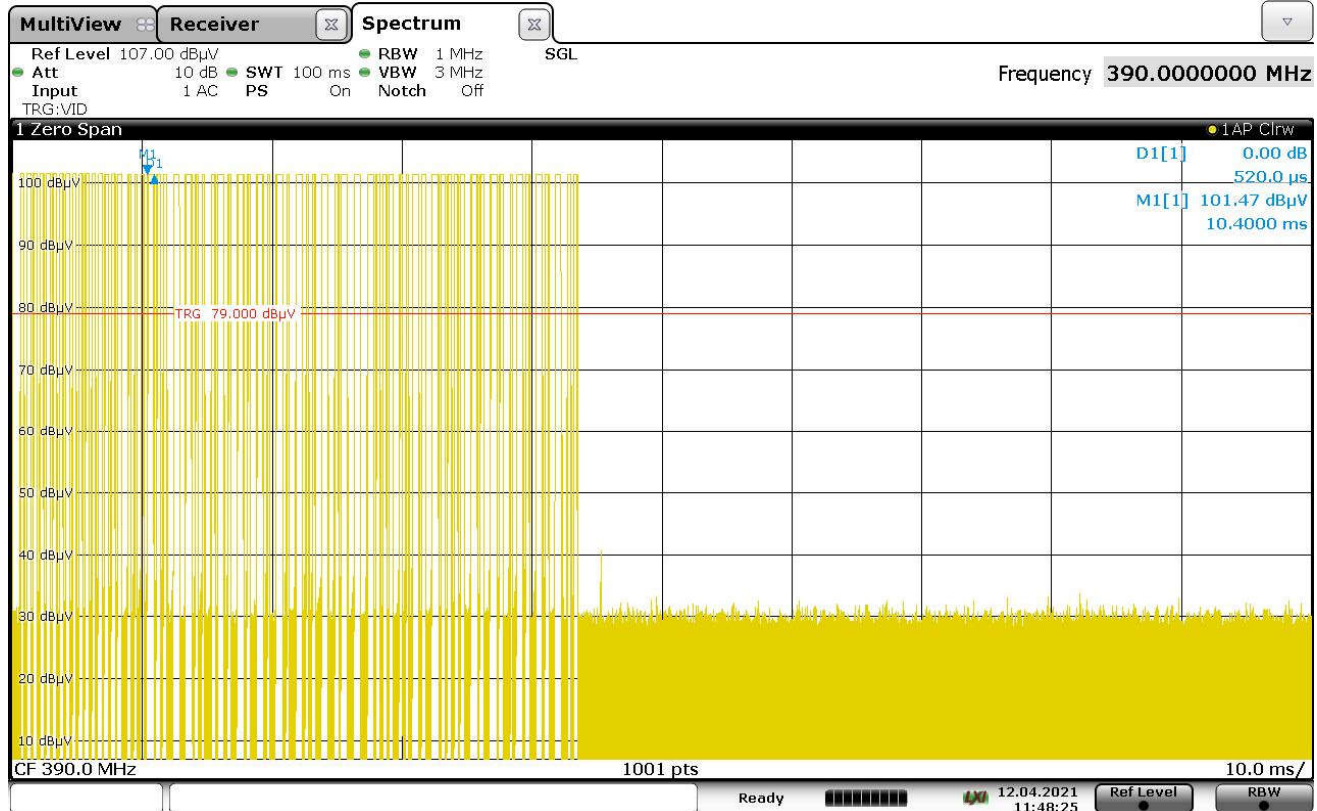 MultiView Receiver Spectrum
Ref Level 107.00 dBµV RBW 1 MHz SGL
Att 10 dB SWT 100 ms VBW 3 MHz
Frequency 390.0000000 MHz
Input 1 AC PS On Notch Off
TRG:VID
1 Zero Span 1AP Clrw
M1
D1
D1[1] 0.00 dB
520.0 µs
M1[1] 101.47 dBµV
10.4000 ms
100 dBµV
90 dBµV
80 dBµV
TRG 79.000 dBµV
70 dBµV
60 dBµV
50 dBµV
40 dBµV
30 dBµV
20 dBµV
10 dBµV
CF 390.0 MHz 1001 pts 10.0 ms/
Ready LXI 12.04.2021 Ref Level RBW
11:48:25